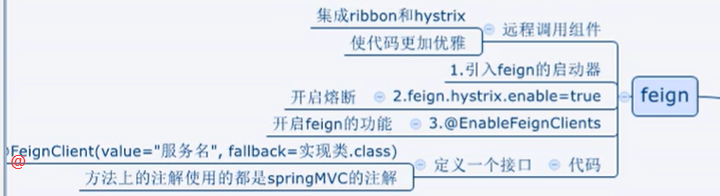 集成ribbon和hystrix
使代码更加优雅
远程调用组件
1.引入feign的启动器
开启熔断
2.feign.hystrix.enable=true
开启feign的功能
3.@EnableFeignClients
@FeignClient(value="服务名", fallback=实现类.class)
方法上的注解使用的都是springMVC的注解
定义一个接口
代码
feign